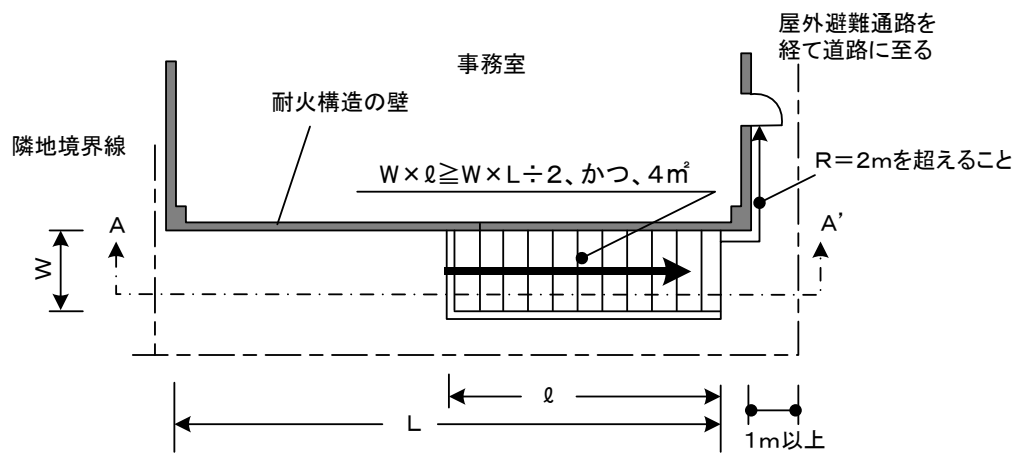 屋外避難通路を
経て道路に至る
事務室
耐火構造の壁
隣地境界線
R=2mを超えること
W×ℓ≧W×L÷2、かつ、4㎡
A
A'
W
ℓ
L
1m以上